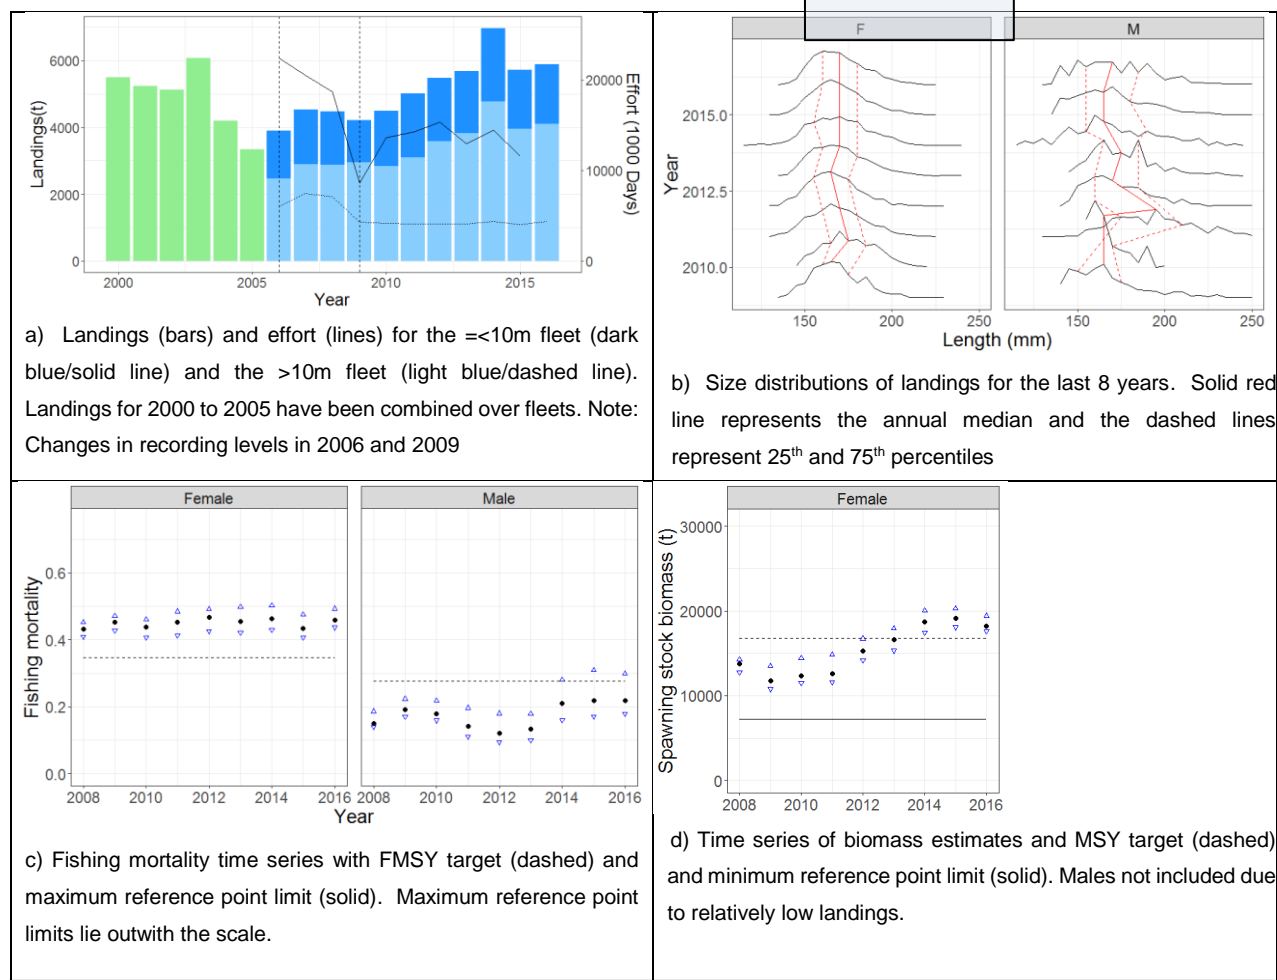 6000
4000
2000
0
Landings(t)
20000
10000
0
Effort (1000 Days)
2000
2005
2010
2015
Year
a) Landings (bars) and effort (lines) for the =<10m fleet (dark
blue/solid line) and the >10m fleet (light blue/dashed line).
Landings for 2000 to 2005 have been combined over fleets. Note:
Changes in recording levels in 2006 and 2009
F
M
2015.0
2012.5
2010.0
Year
150
200
250
150
200
250
Length (mm)
b) Size distributions of landings for the last 8 years. Solid red
line represents the annual median and the dashed lines
represent 25th and 75th percentiles
Female
Male
0.6
0.4
0.2
0.0
Fishing mortality
2008
2010
2012
2014
2016
2008
2010
2012
2014
2016
Year
c) Fishing mortality time series with FMSY target (dashed) and
maximum reference point limit (solid). Maximum reference point
limits lie outwith the scale.
Female
30000
20000
10000
0
Spawning stock biomass (t)
2008
2010
2012
2014
2016
d) Time series of biomass estimates and MSY target (dashed)
and minimum reference point limit (solid). Males not included due
to relatively low landings.